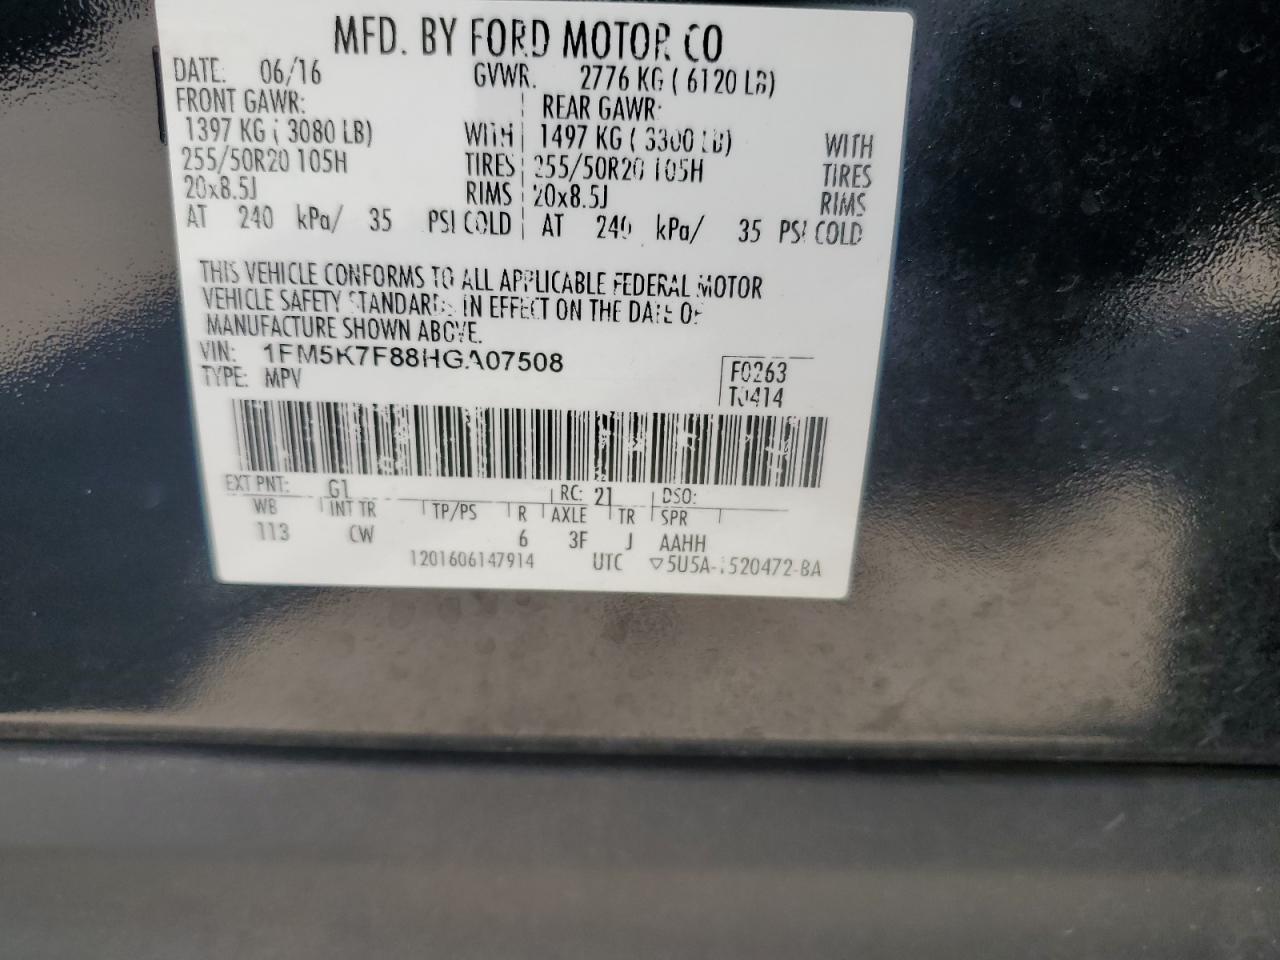 MFD. BY FORD MOTOR CO
DATE: 06/16 GVWR. 2776 KG ( 6120 LB)
FRONT GAWR: REAR GAWR:
1397 KG ( 3080 LB) WITH 1497 KG ( 3300 LB) WITH
255/50R20 105H TIRES 255/50R20 105H TIRES
20x8.5J RIMS 20x8.5J RIMS
AT 240 kPa/ 35 PSI COLD AT 240 kPa/ 35 PSI COLD
THIS VEHICLE CONFORMS TO ALL APPLICABLE FEDERAL MOTOR
VEHICLE SAFETY STANDARDS IN EFFECT ON THE DATE OF
MANUFACTURE SHOWN ABOVE.
VIN: 1FM5K7F88HGA07508
TYPE: MPV
F0263
T0414
EXT PNT: G1 RC: 21 DSO:
WB INT TR TP/PS R AXLE TR SPR
113 CW 6 3F J AAHH
1201606147914 UTC ▽5U5A-1520472-BA